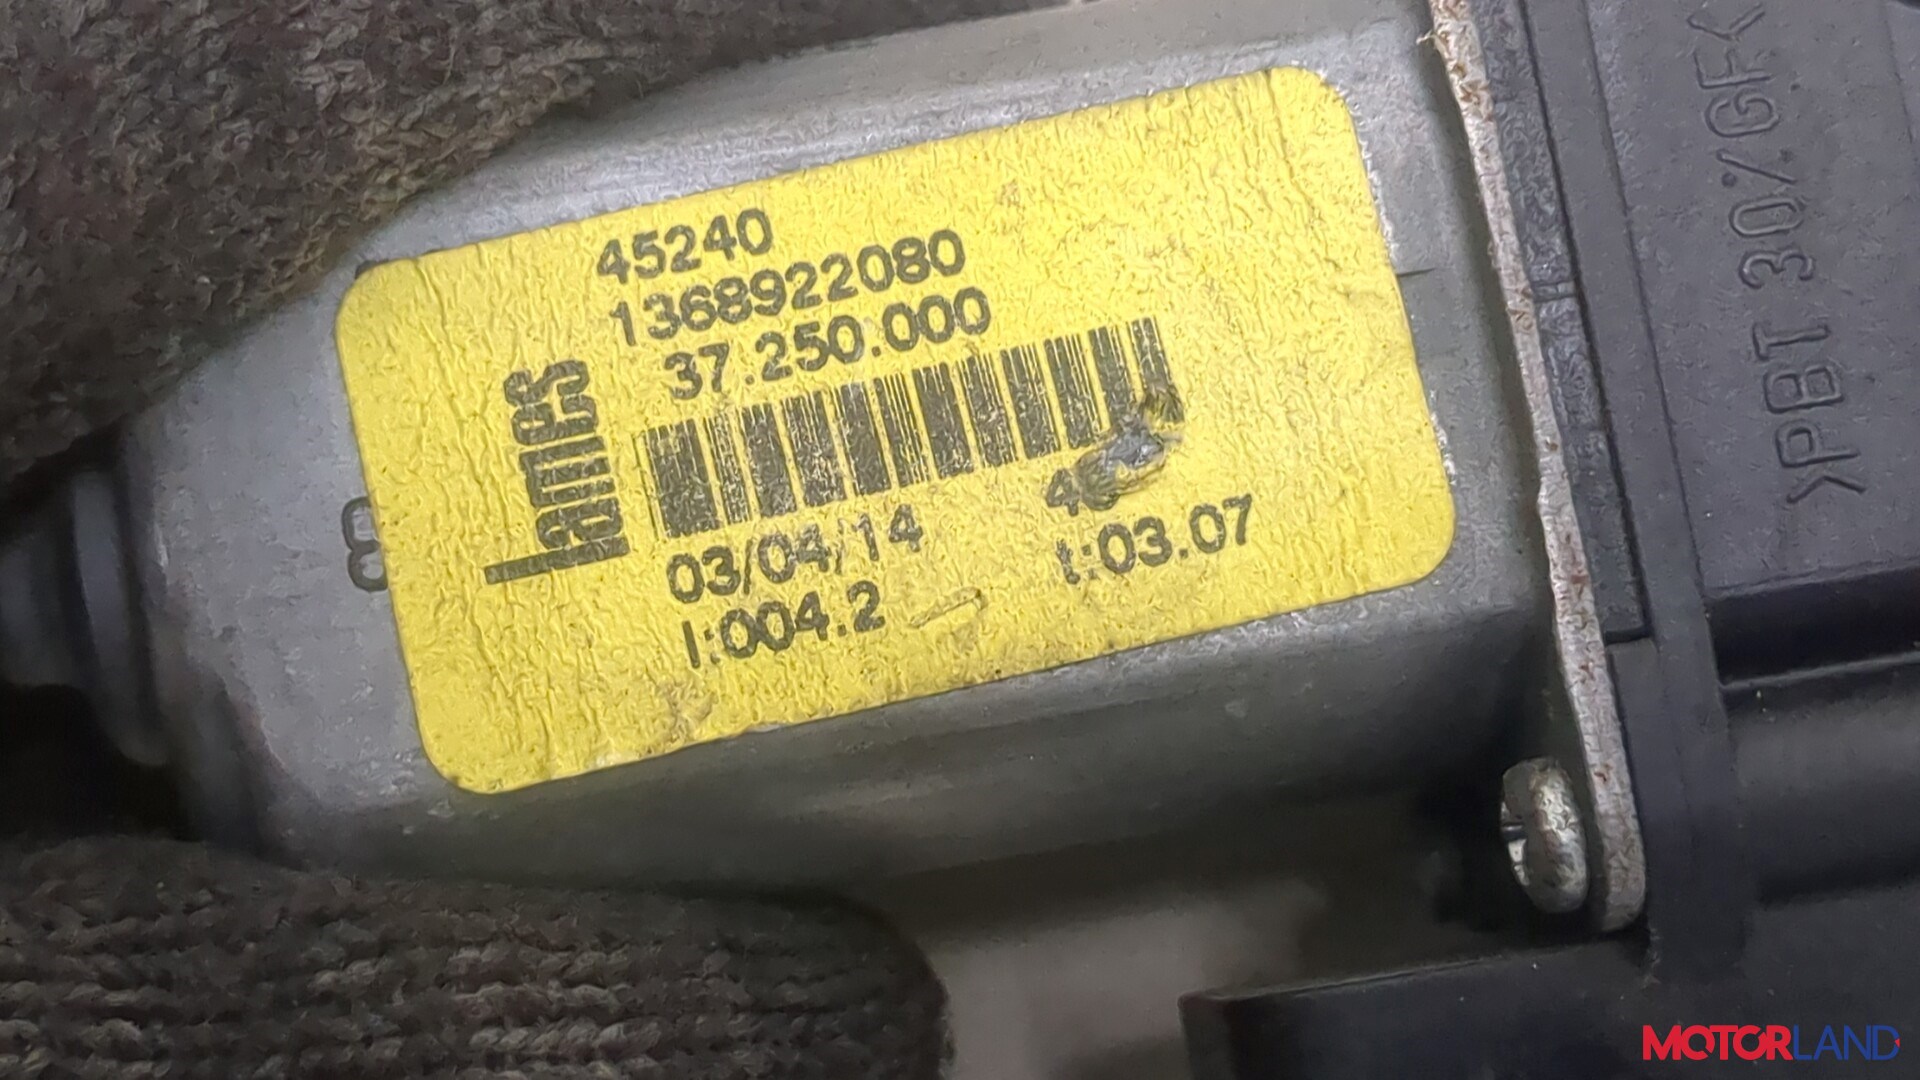 45240
1368922080
37.250.000
lames
03/04/14
l:004.2
t:03.07
>PBT 30%GF<
MOTORLAND